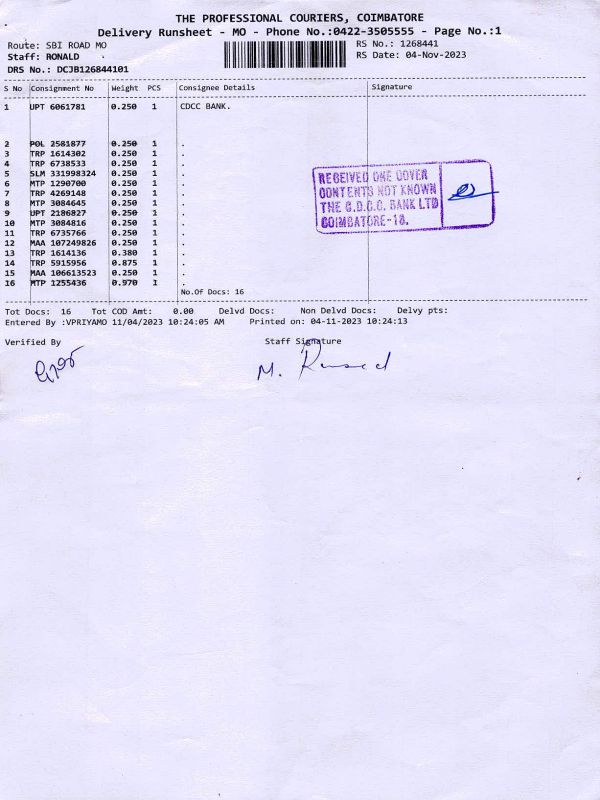 THE PROFESSIONAL COURIERS, COIMBATORE
Delivery Runsheet - MO - Phone No.:0422-3505555 - Page No.:1
Route: SBI ROAD MO
RS No.: 1268441
Staff: RONALD
RS Date: 04-Nov-2023
DRS No.: DCJB126844101
S No Consignment No Weight PCS Consignee Details Signature
1 UPT 6061781 0.250 1 CDCC BANK.
2 POL 2581877 0.250 1 .
3 TRP 1614302 0.250 1 .
4 TRP 6738533 0.250 1 .
5 SLM 331998324 0.250 1 .
6 MTP 1290700 0.250 1 .
7 TRP 4269148 0.250 1 .
8 MTP 3084645 0.250 1 .
9 UPT 2186827 0.250 1 .
10 MTP 3084816 0.250 1 .
11 TRP 6735766 0.250 1 .
12 MAA 107249826 0.250 1 .
13 TRP 1614136 0.380 1 .
14 TRP 5915956 0.875 1 .
15 MAA 106613523 0.250 1 .
16 MTP 1255436 0.970 1 .
RECEIVED ONE COVER
CONTENTS NOT KNOWN
THE C.D.C.C. BANK LTD
COIMBATORE-18.
No.Of Docs: 16
Tot Docs: 16 Tot COD Amt: 0.00 Delvd Docs: Non Delvd Docs: Delvy pts:
Entered By :VPRIYAMO 11/04/2023 10:24:05 AM Printed on: 04-11-2023 10:24:13
Verified By Staff Signature
M.